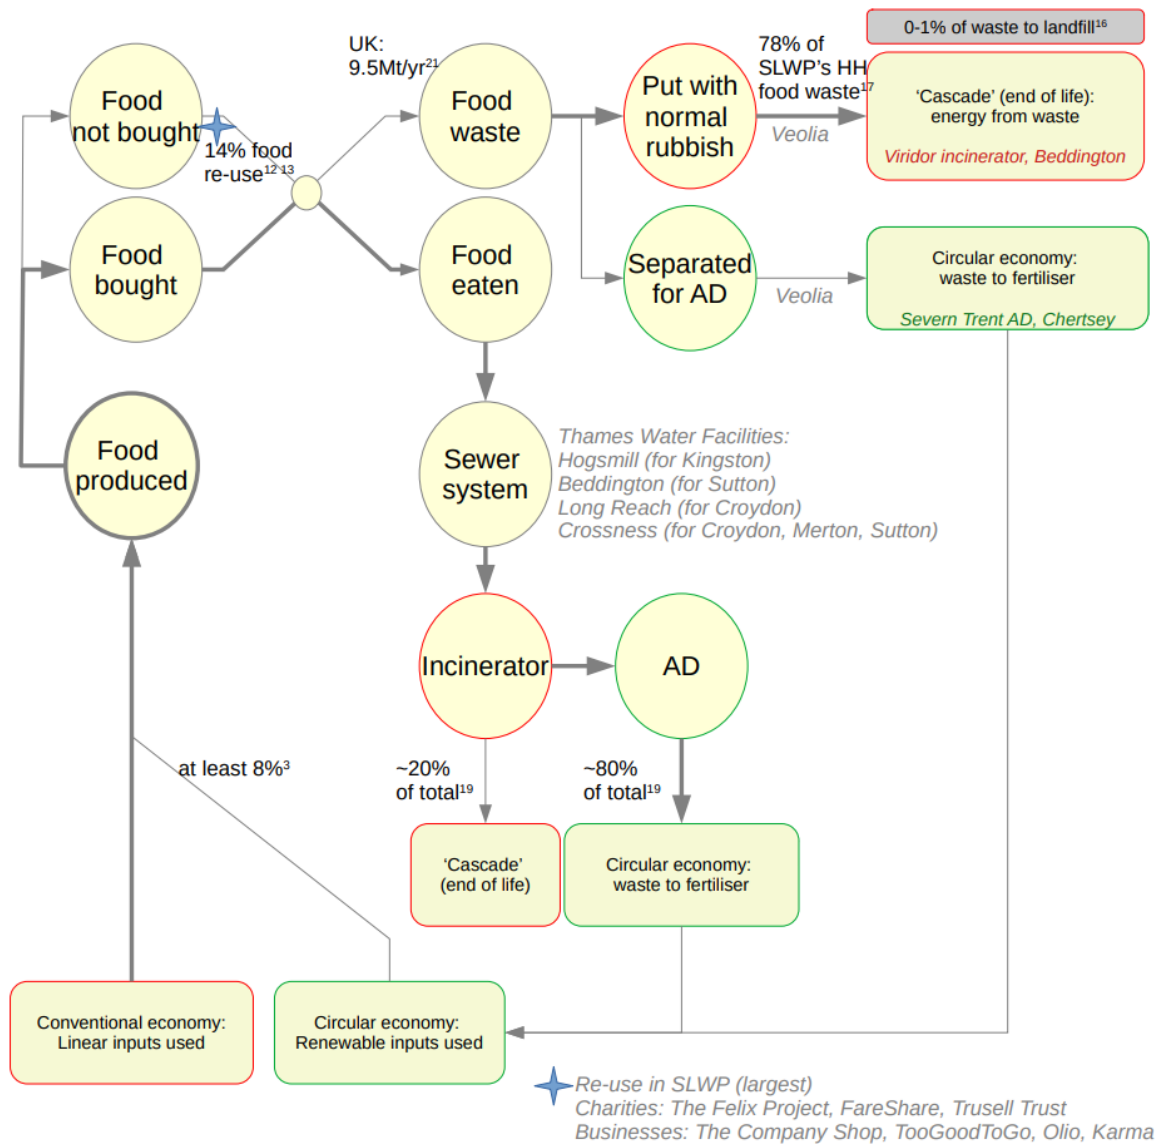 UK:
9.5Mt/yr²¹
78% of
SLWP's HH
food waste¹⁷
0-1% of waste to landfill¹⁶
Food
not bought
14% food
re-use¹² ¹³
Food
waste
Put with
normal
rubbish
Veolia
'Cascade' (end of life):
energy from waste
Viridor incinerator, Beddington
Food
bought
Food
eaten
Separated
for AD
Veolia
Circular economy:
waste to fertiliser
Severn Trent AD, Chertsey
Food
produced
Sewer
system
Thames Water Facilities:
Hogsmill (for Kingston)
Beddington (for Sutton)
Long Reach (for Croydon)
Crossness (for Croydon, Merton, Sutton)
Incinerator
AD
at least 8%³
~20%
of total¹⁹
~80%
of total¹⁹
'Cascade'
(end of life)
Circular economy:
waste to fertiliser
Conventional economy:
Linear inputs used
Circular economy:
Renewable inputs used
Re-use in SLWP (largest)
Charities: The Felix Project, FareShare, Trusell Trust
Businesses: The Company Shop, TooGoodToGo, Olio, Karma